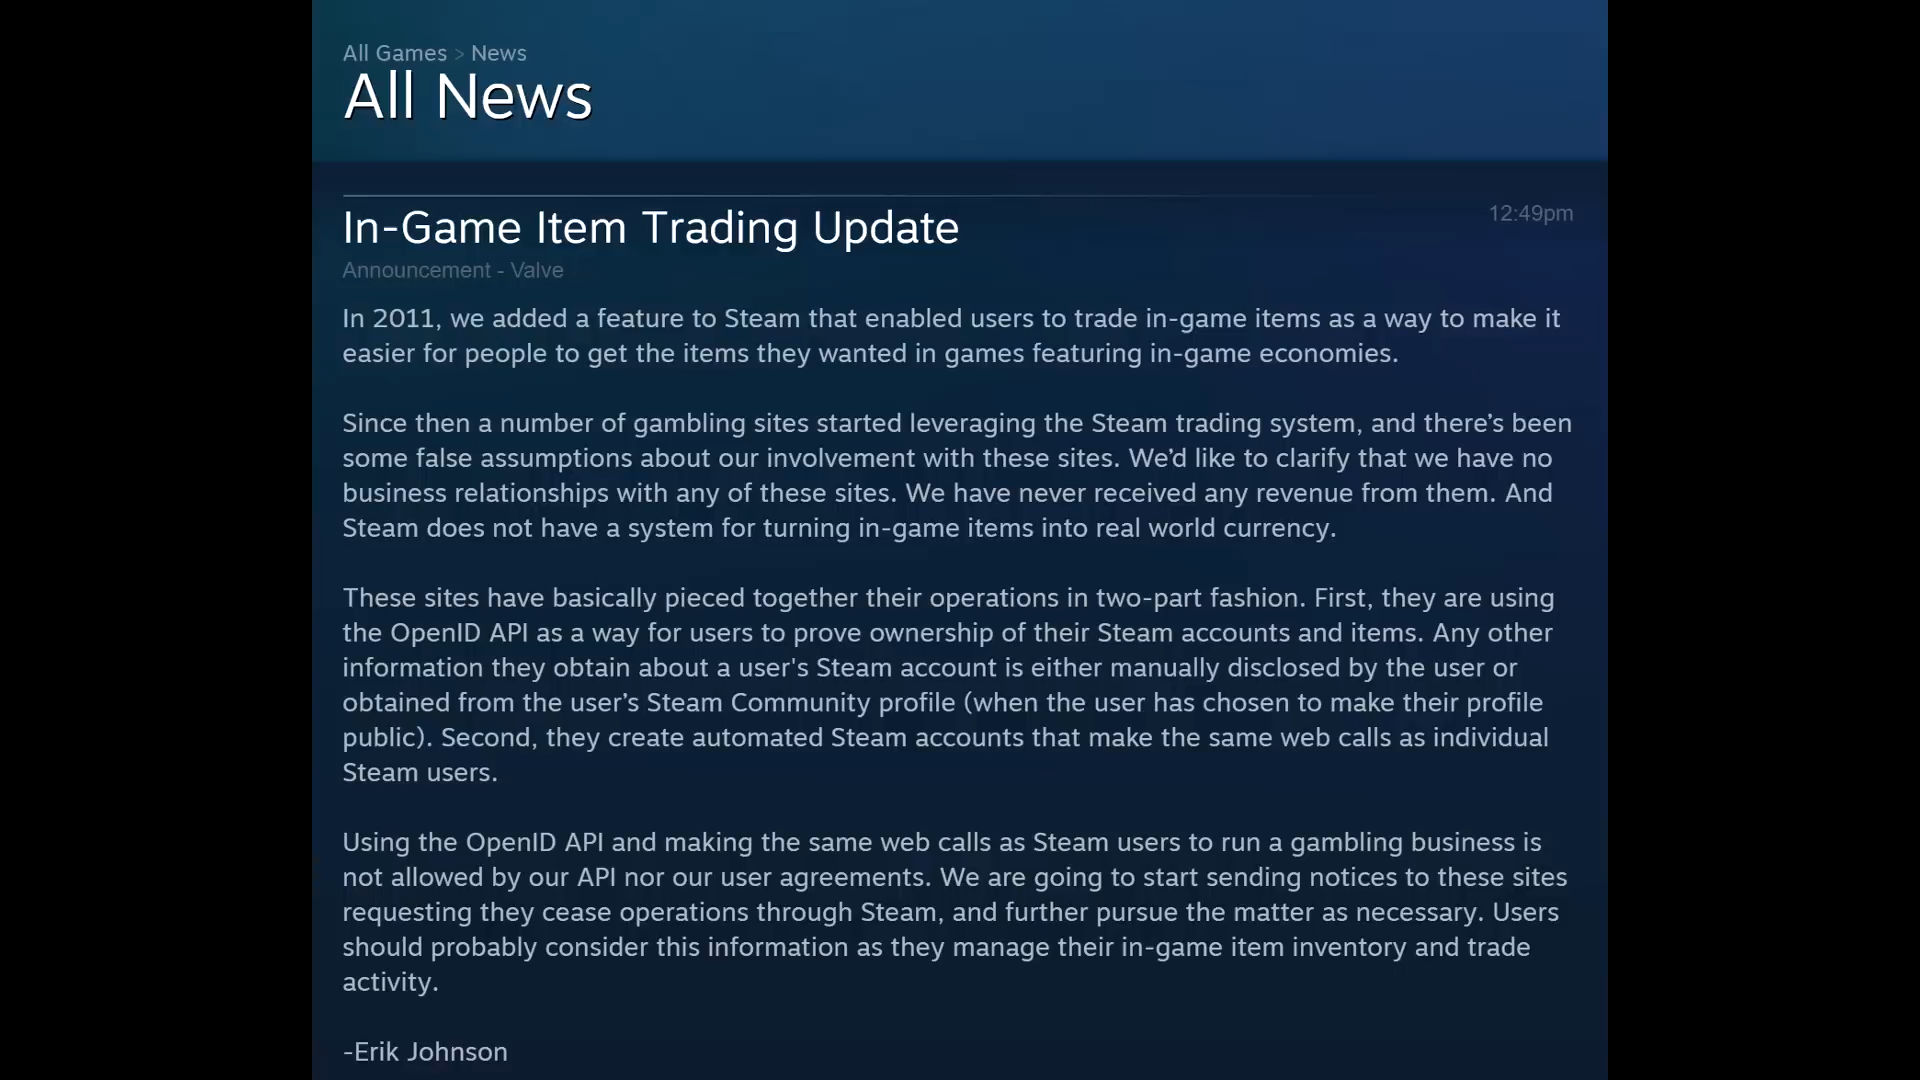 All Games > News
All News
In-Game Item Trading Update
12:49pm
Announcement - Valve
In 2011, we added a feature to Steam that enabled users to trade in-game items as a way to make it
easier for people to get the items they wanted in games featuring in-game economies.
Since then a number of gambling sites started leveraging the Steam trading system, and there’s been
some false assumptions about our involvement with these sites. We’d like to clarify that we have no
business relationships with any of these sites. We have never received any revenue from them. And
Steam does not have a system for turning in-game items into real world currency.
These sites have basically pieced together their operations in two-part fashion. First, they are using
the OpenID API as a way for users to prove ownership of their Steam accounts and items. Any other
information they obtain about a user's Steam account is either manually disclosed by the user or
obtained from the user’s Steam Community profile (when the user has chosen to make their profile
public). Second, they create automated Steam accounts that make the same web calls as individual
Steam users.
Using the OpenID API and making the same web calls as Steam users to run a gambling business is
not allowed by our API nor our user agreements. We are going to start sending notices to these sites
requesting they cease operations through Steam, and further pursue the matter as necessary. Users
should probably consider this information as they manage their in-game item inventory and trade
activity.
-Erik Johnson